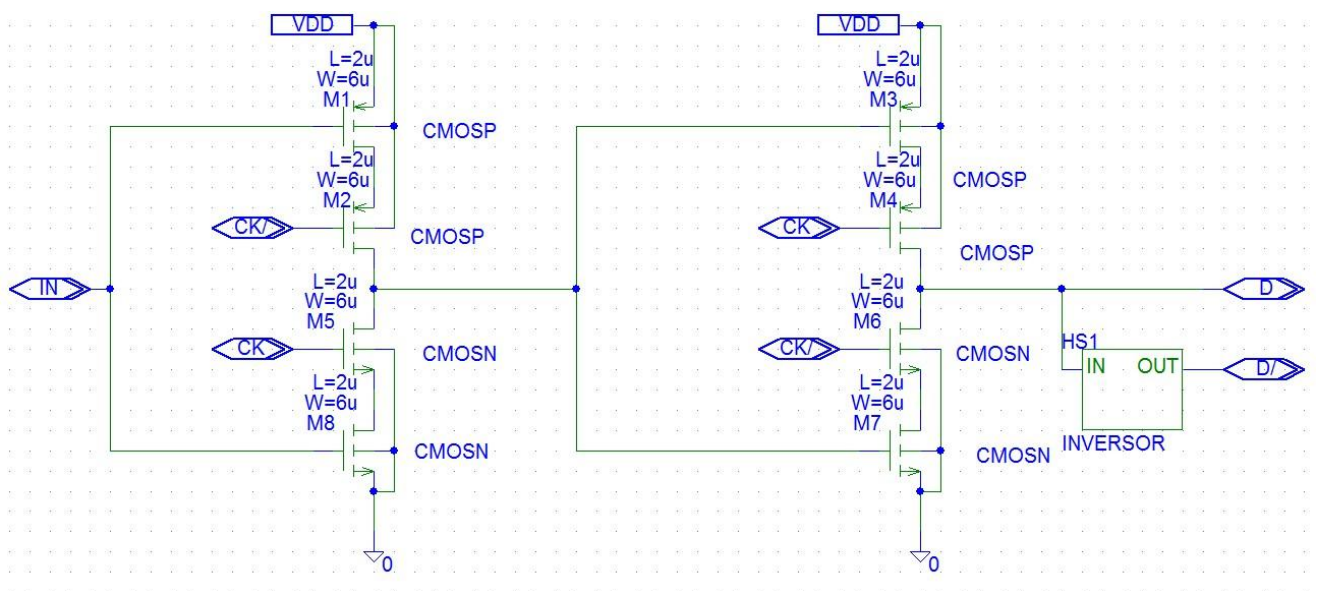 VDD
L=2u
W=6u
M1
CMOSP
L=2u
W=6u
M2
CK/
CMOSP
IN
L=2u
W=6u
M5
CK
CMOSN
L=2u
W=6u
M8
CMOSN
0
VDD
L=2u
W=6u
M3
CMOSP
L=2u
W=6u
M4
CK
CMOSP
L=2u
W=6u
M6
CK/
CMOSN
L=2u
W=6u
M7
CMOSN
0
D
HS1
IN OUT
D/
INVERSOR